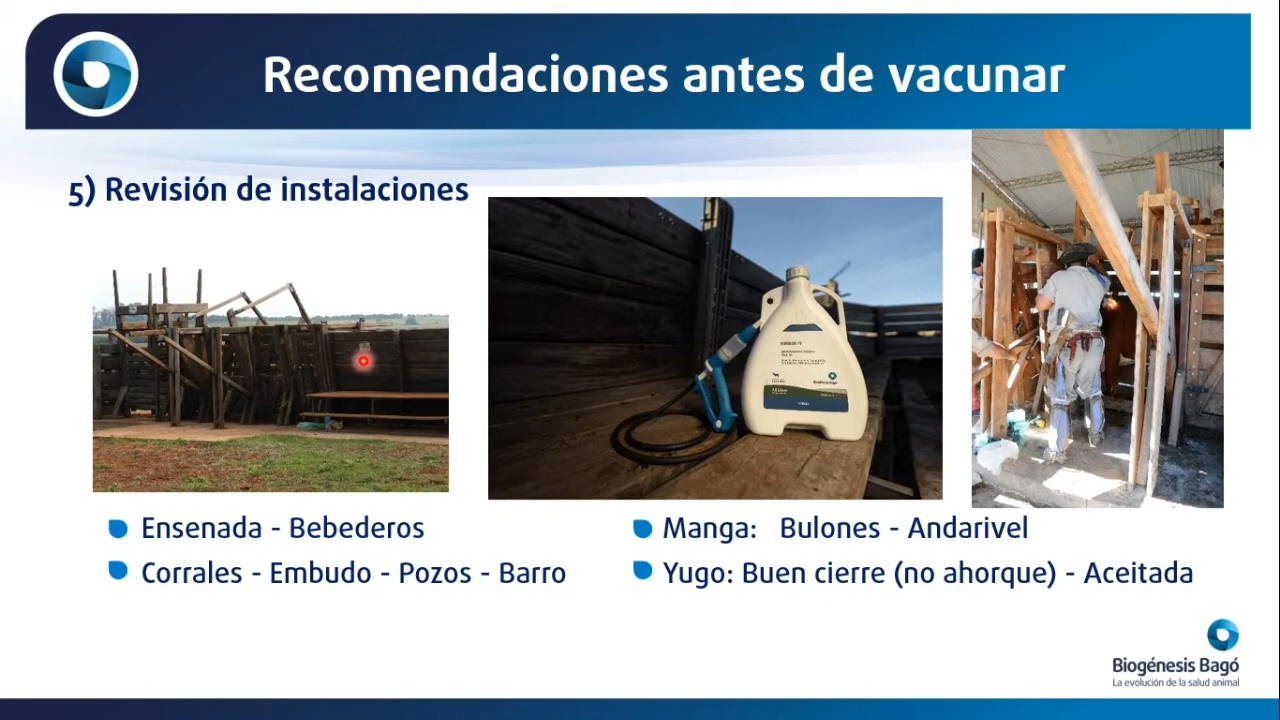 Recomendaciones antes de vacunar
5) Revisión de instalaciones
Ensenada - Bebederos
Corrales - Embudo - Pozos - Barro
Manga: Bulones - Andarivel
Yugo: Buen cierre (no ahorque) - Aceitada
Biogénesis Bagó
La evolución de la salud animal